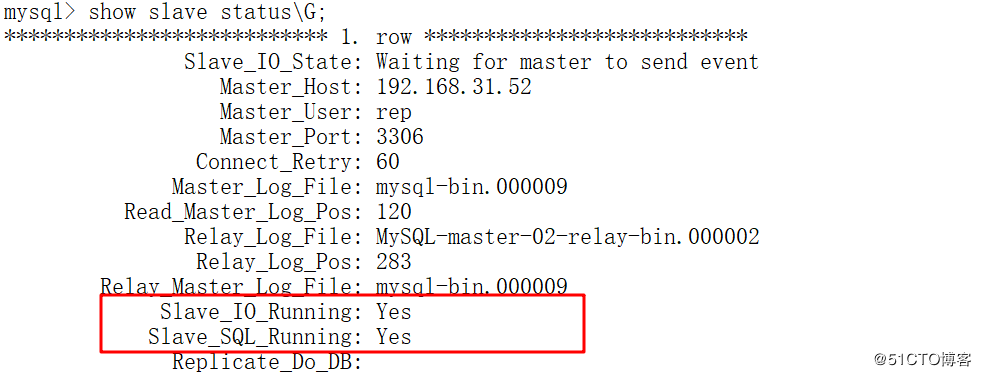 mysql> show slave status\G;
*************************** 1. row ***************************
Slave_IO_State: Waiting for master to send event
Master_Host: 192.168.31.52
Master_User: rep
Master_Port: 3306
Connect_Retry: 60
Master_Log_File: mysql-bin.000009
Read_Master_Log_Pos: 120
Relay_Log_File: MySQL-master-02-relay-bin.000002
Relay_Log_Pos: 283
Relay_Master_Log_File: mysql-bin.000009
Slave_IO_Running: Yes
Slave_SQL_Running: Yes
Replicate_Do_DB:
@51CTO博客